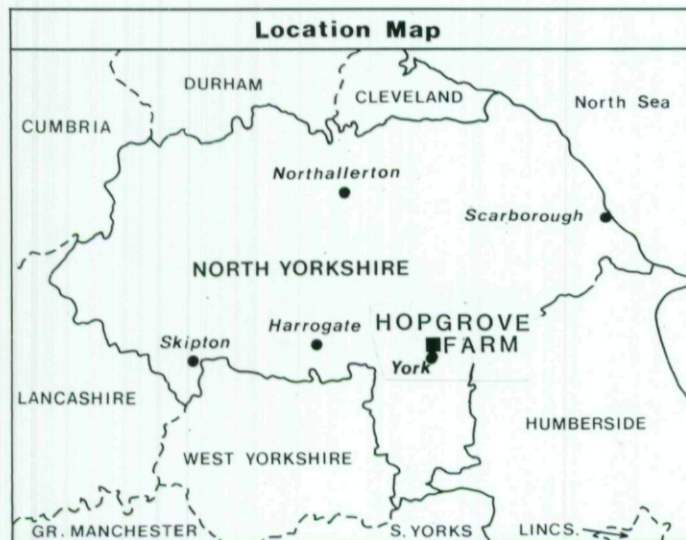 Location Map
DURHAM
CLEVELAND
North Sea
CUMBRIA
Northallerton
Scarborough
NORTH YORKSHIRE
HOPGROVE
FARM
Harrogate
Skipton
York
LANCASHIRE
HUMBERSIDE
WEST YORKSHIRE
GR. MANCHESTER
S. YORKS
LINCS.